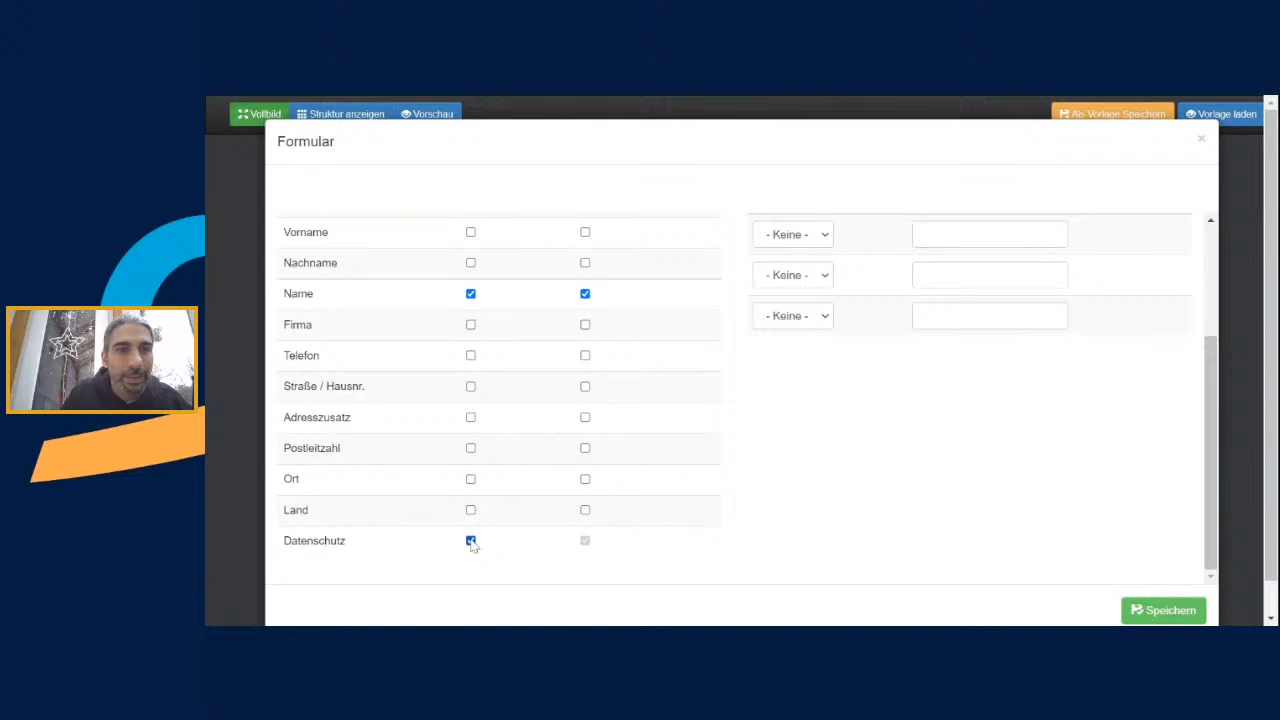 Vollbild Struktur anzeigen Vorschau Als Vorlage Speichern Vorlage laden
Formular ×
Vorname
Nachname
Name
Firma
Telefon
Straße / Hausnr.
Adresszusatz
Postleitzahl
Ort
Land
Datenschutz
- Keine -
- Keine -
- Keine -
Speichern